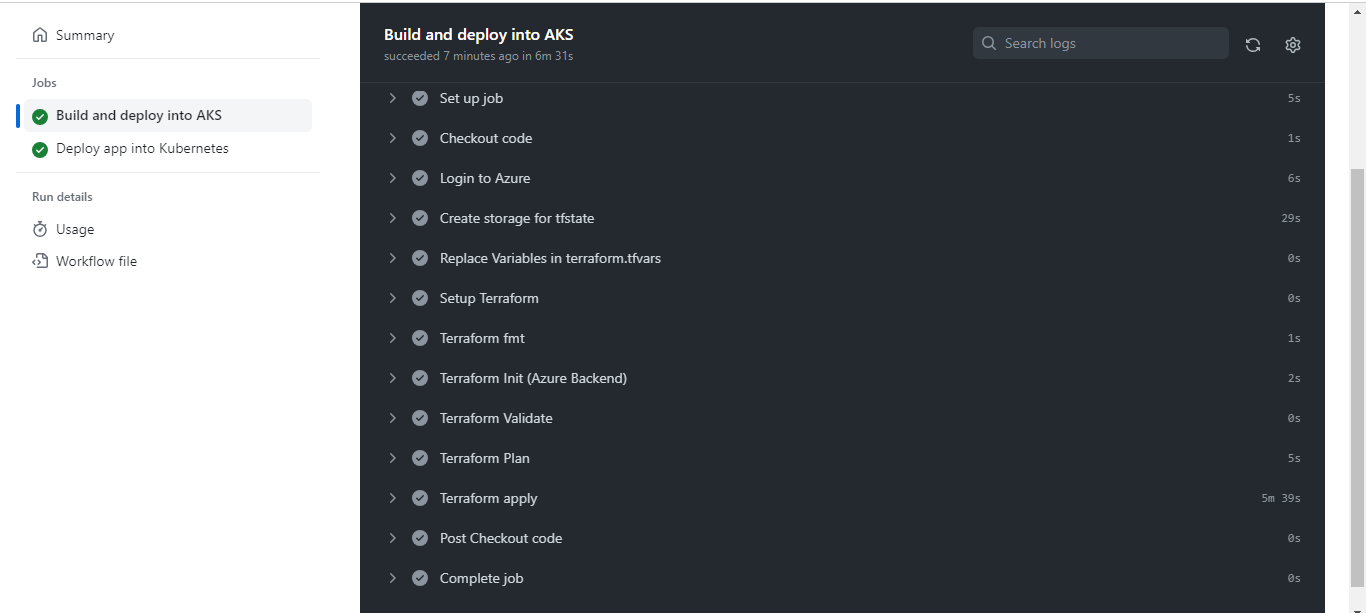 Summary
Jobs
Build and deploy into AKS
Deploy app into Kubernetes
Run details
Usage
Workflow file
Build and deploy into AKS
succeeded 7 minutes ago in 6m 31s
Search logs
Set up job 5s
Checkout code 1s
Login to Azure 6s
Create storage for tfstate 29s
Replace Variables in terraform.tfvars 0s
Setup Terraform 0s
Terraform fmt 1s
Terraform Init (Azure Backend) 2s
Terraform Validate 0s
Terraform Plan 5s
Terraform apply 5m 39s
Post Checkout code 0s
Complete job 0s